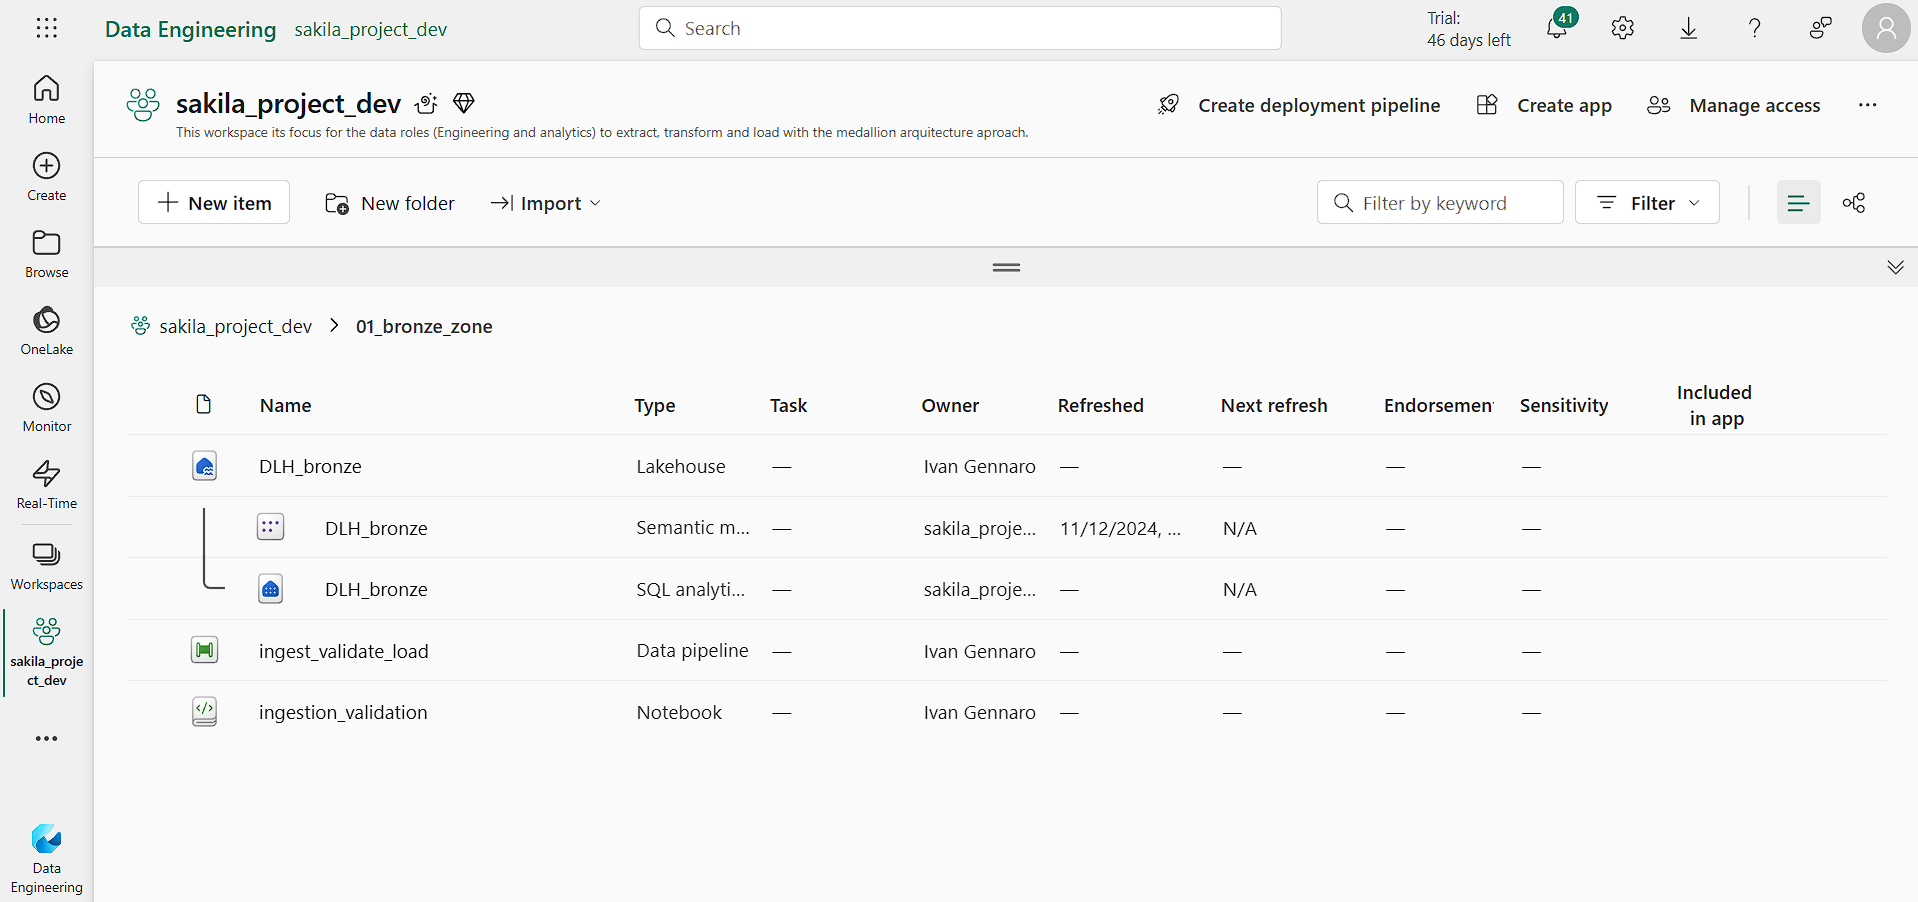 Data Engineering sakila_project_dev
Search
Trial:
46 days left
41
?
Home
Create
Browse
OneLake
Monitor
Real-Time
Workspaces
sakila_proje
ct_dev
Data
Engineering
sakila_project_dev
This workspace its focus for the data roles (Engineering and analytics) to extract, transform and load with the medallion arquitecture aproach.
Create deployment pipeline
Create app
Manage access
New item
New folder
Import
Filter by keyword
Filter
sakila_project_dev > 01_bronze_zone
Name Type Task Owner Refreshed Next refresh Endorsemen Sensitivity Included
in app
DLH_bronze Lakehouse — Ivan Gennaro — — — —
DLH_bronze Semantic m... — sakila_proje... 11/12/2024, ... N/A — —
DLH_bronze SQL analyti... — sakila_proje... — N/A — —
ingest_validate_load Data pipeline — Ivan Gennaro — — — —
ingestion_validation Notebook — Ivan Gennaro — — — —